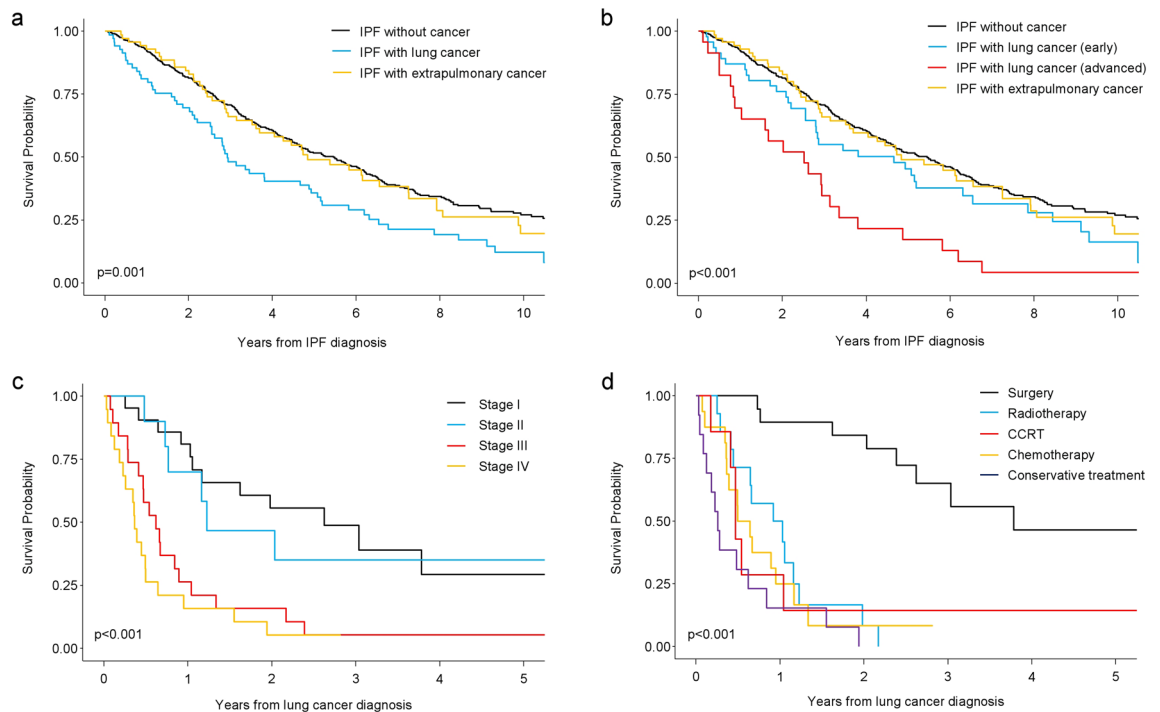 a
IPF without cancer
IPF with lung cancer
IPF with extrapulmonary cancer
Survival Probability
1.00
0.75
0.50
0.25
0.00
p=0.001
0 2 4 6 8 10
Years from IPF diagnosis
b
IPF without cancer
IPF with lung cancer (early)
IPF with lung cancer (advanced)
IPF with extrapulmonary cancer
Survival Probability
1.00
0.75
0.50
0.25
0.00
p<0.001
0 2 4 6 8 10
Years from IPF diagnosis
c
Stage I
Stage II
Stage III
Stage IV
Survival Probability
1.00
0.75
0.50
0.25
0.00
p<0.001
0 1 2 3 4 5
Years from lung cancer diagnosis
d
Surgery
Radiotherapy
CCRT
Chemotherapy
Conservative treatment
Survival Probability
1.00
0.75
0.50
0.25
0.00
p<0.001
0 1 2 3 4 5
Years from lung cancer diagnosis